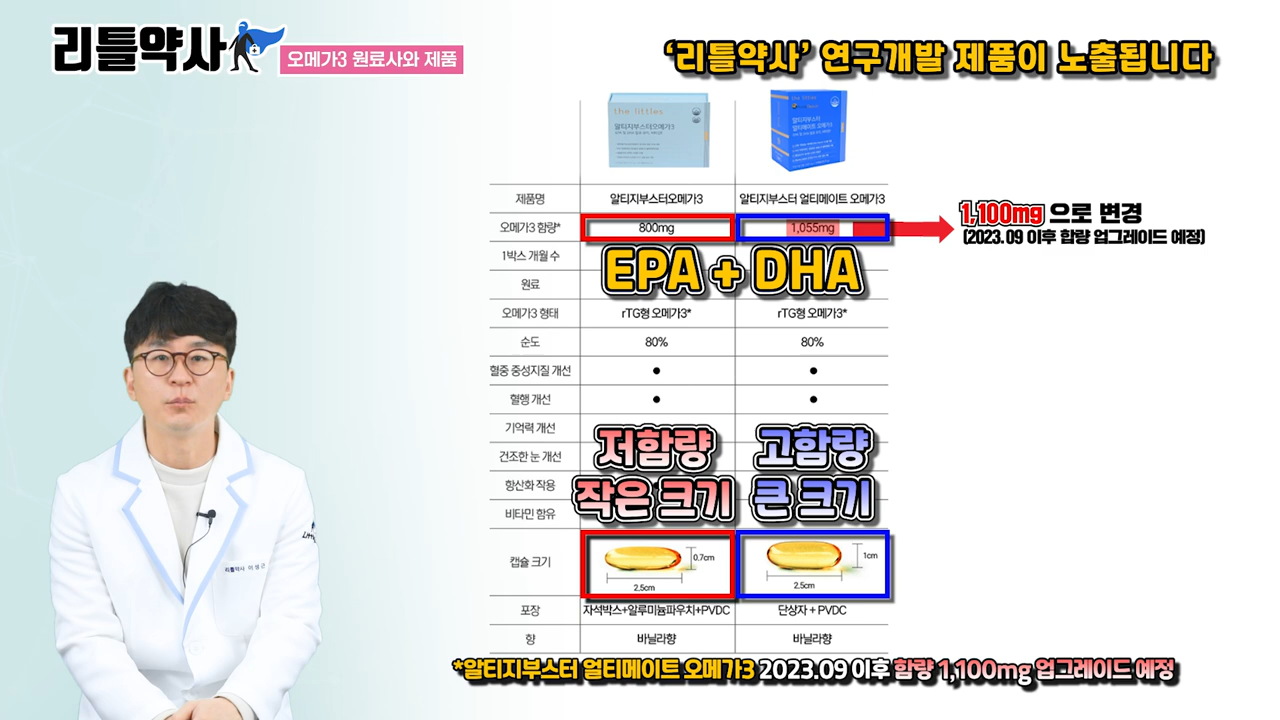 리틀약사
오메가3 원료사와 제품
‘리틀약사’ 연구개발 제품이 노출됩니다
the littles
알티지부스터오메가3
the littles
알티지부스터
얼티메이트 오메가3
제품명 알티지부스터오메가3 알티지부스터 얼티메이트 오메가3
오메가3 함량* 800mg 1,055mg
1,100mg 으로 변경
(2023. 09 이후 함량 업그레이드 예정)
1박스 개월 수
EPA + DHA
원료
오메가3 형태 rTG형 오메가3* rTG형 오메가3*
순도 80% 80%
혈중 중성지질 개선 ● ●
혈행 개선 ● ●
기억력 개선
저함량 고함량
건조한 눈 개선
항산화 작용
작은 크기 큰 크기
비타민 함유
캡슐 크기 0.7cm 2.5cm 1cm 2.5cm
포장 자석박스+알루미늄파우치+PVDC 단상자 + PVDC
향 바닐라향 바닐라향
리틀약사 이성근
*알티지부스터 얼티메이트 오메가3 2023. 09 이후 함량 1,100mg 업그레이드 예정